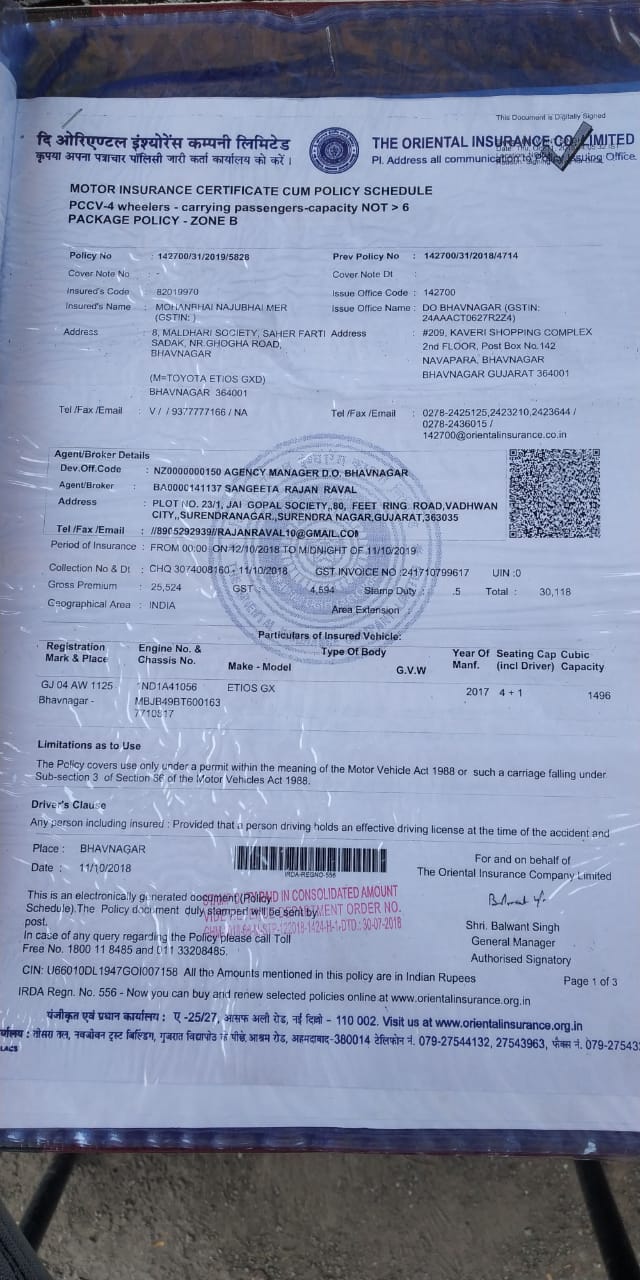 This Document is Digitally Signed
दि ओरिएण्टल इंश्योरेंस कम्पनी लिमिटेड
कृपया अपना पत्राचार पॉलिसी जारी कर्ता कार्यालय को करें ।
THE ORIENTAL INSURANCE CO. LIMITED
Pl. Address all communication to Policy Issuing Office.
MOTOR INSURANCE CERTIFICATE CUM POLICY SCHEDULE
PCCV-4 wheelers - carrying passengers-capacity NOT > 6
PACKAGE POLICY - ZONE B
Policy No : 142700/31/2019/5828 Prev Policy No : 142700/31/2018/4714
Cover Note No : - Cover Note Dt :
Insured's Code : 82019970 Issue Office Code : 142700
Insured's Name : MOHANBHAI NAJUBHAI MER Issue Office Name : DO BHAVNAGAR (GSTIN:
(GSTIN: ) 24AAACT0627R2Z4)
Address : 8, MALDHARI SOCIETY, SAHER FARTI Address : #209, KAVERI SHOPPING COMPLEX
SADAK, NR.GHOGHA ROAD, 2nd FLOOR, Post Box No.142
BHAVNAGAR NAVAPARA, BHAVNAGAR
(M=TOYOTA ETIOS GXD) BHAVNAGAR GUJARAT 364001
BHAVNAGAR 364001
Tel /Fax /Email : V / / 9377777166 / NA Tel /Fax /Email : 0278-2425125,2423210,2423644 /
0278-2436015 /
142700@orientalinsurance.co.in
Agent/Broker Details
Dev.Off.Code : NZ0000000150 AGENCY MANAGER D.O. BHAVNAGAR
Agent/Broker : BA0000141137 SANGEETA RAJAN RAVAL
Address : PLOT NO. 23/1, JAI GOPAL SOCIETY,,80, FEET RING ROAD,VADHWAN
CITY,,SURENDRANAGAR.,SURENDRA NAGAR,GUJARAT,363035
Tel /Fax /Email : //8905292939//RAJANRAVAL10@GMAIL.COM
Period of Insurance : FROM 00:00 ON 12/10/2018 TO MIDNIGHT OF 11/10/2019
Collection No & Dt : CHQ 3074008160 - 11/10/2018 GST INVOICE NO :241710799617 UIN :0
Gross Premium : 25,524 GST : 4,594 Stamp Duty : .5 Total : 30,118
Geographical Area : INDIA Area Extension :
Particulars of Insured Vehicle:
Registration Mark & Place Engine No. & Chassis No. Make - Model Type Of Body G.V.W Year Of Manf. Seating Cap (incl Driver) Cubic Capacity
GJ 04 AW 1125 1ND1A41056 ETIOS GX 2017 4 + 1 1496
Bhavnagar - MBJB49BT600163
7710817
Limitations as to Use
The Policy covers use only under a permit within the meaning of the Motor Vehicle Act 1988 or such a carriage falling under
Sub-section 3 of Section 66 of the Motor Vehicles Act 1988.
Driver's Clause
Any person including insured : Provided that a person driving holds an effective driving license at the time of the accident and
Place : BHAVNAGAR
Date : 11/10/2018
IRDA-REGNO-556
For and on behalf of
The Oriental Insurance Company Limited
This is an electronically generated document (Policy
Schedule).The Policy document duly stamped will be sent by
post.
In case of any query regarding the Policy please call Toll
Free No. 1800 11 8485 and 011 33208485.
IN CONSOLIDATED AMOUNT
ORDER NO.
DTD.: 30-07-2018
Shri. Balwant Singh
General Manager
Authorised Signatory
CIN: U66010DL1947GOI007158 All the Amounts mentioned in this policy are in Indian Rupees
Page 1 of 3
IRDA Regn. No. 556 - Now you can buy and renew selected policies online at www.orientalinsurance.org.in
पंजीकृत एवं प्रधान कार्यालय : ए -25/27, आसफ अली रोड, नई दिल्ली - 110 002. Visit us at www.orientalinsurance.org.in
तीसरा तल, नवजीवन ट्रस्ट बिल्डिंग, गुजरात विद्यापीठ के पीछे, आश्रम रोड, अहमदाबाद-380014 टेलिफोन नं. 079-27544132, 27543963, फैक्स नं. 079-2754
LACS